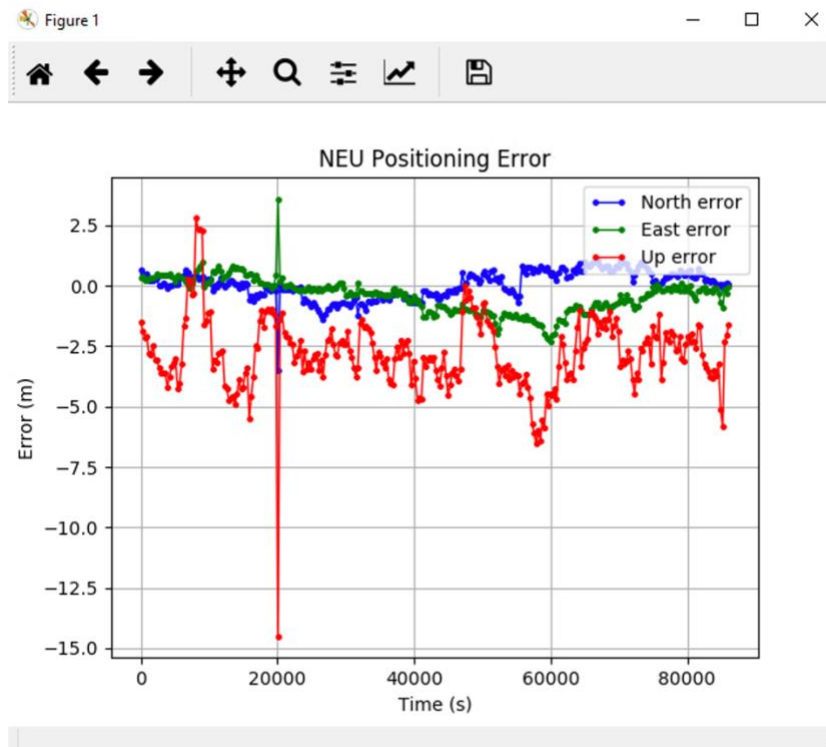 Figure 1
NEU Positioning Error
North error
East error
Up error
2.5
0.0
−2.5
−5.0
−7.5
−10.0
−12.5
−15.0
Error (m)
0 20000 40000 60000 80000
Time (s)